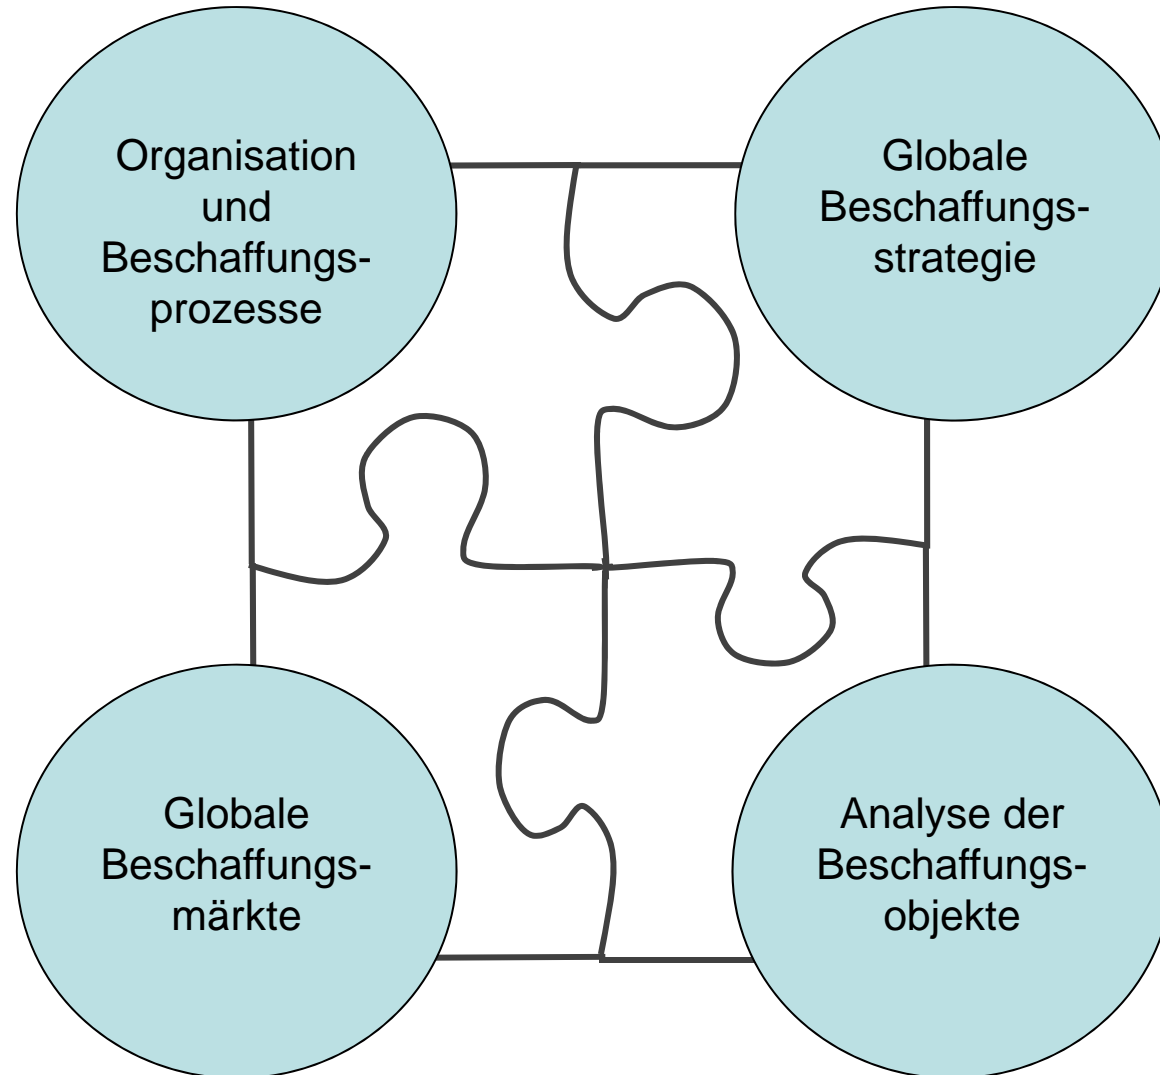 Organisation
und
Beschaffungs-
prozesse
Globale
Beschaffungs-
strategie
Globale
Beschaffungs-
märkte
Analyse der
Beschaffungs-
objekte